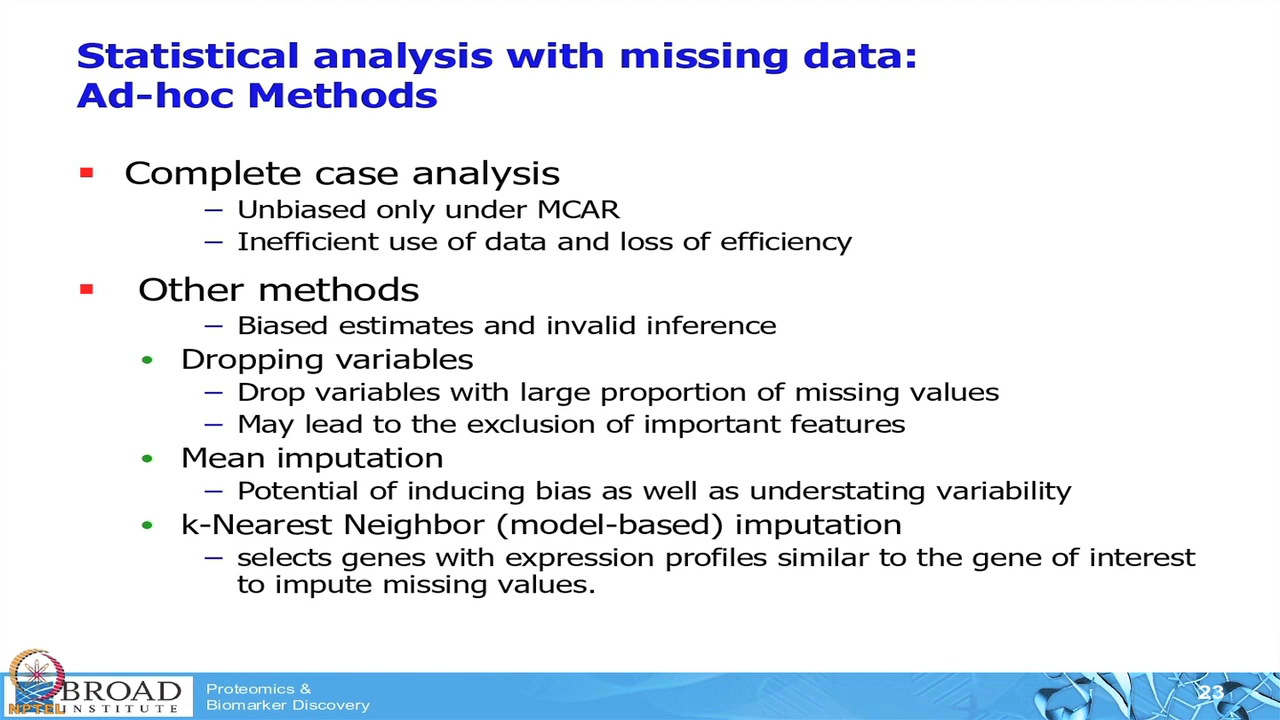 Statistical analysis with missing data:
Ad-hoc Methods
Complete case analysis
– Unbiased only under MCAR
– Inefficient use of data and loss of efficiency
Other methods
– Biased estimates and invalid inference
• Dropping variables
– Drop variables with large proportion of missing values
– May lead to the exclusion of important features
• Mean imputation
– Potential of inducing bias as well as understating variability
• k-Nearest Neighbor (model-based) imputation
– selects genes with expression profiles similar to the gene of interest
to impute missing values.
BROAD
INSTITUTE
NPTEL
Proteomics &
Biomarker Discovery
23